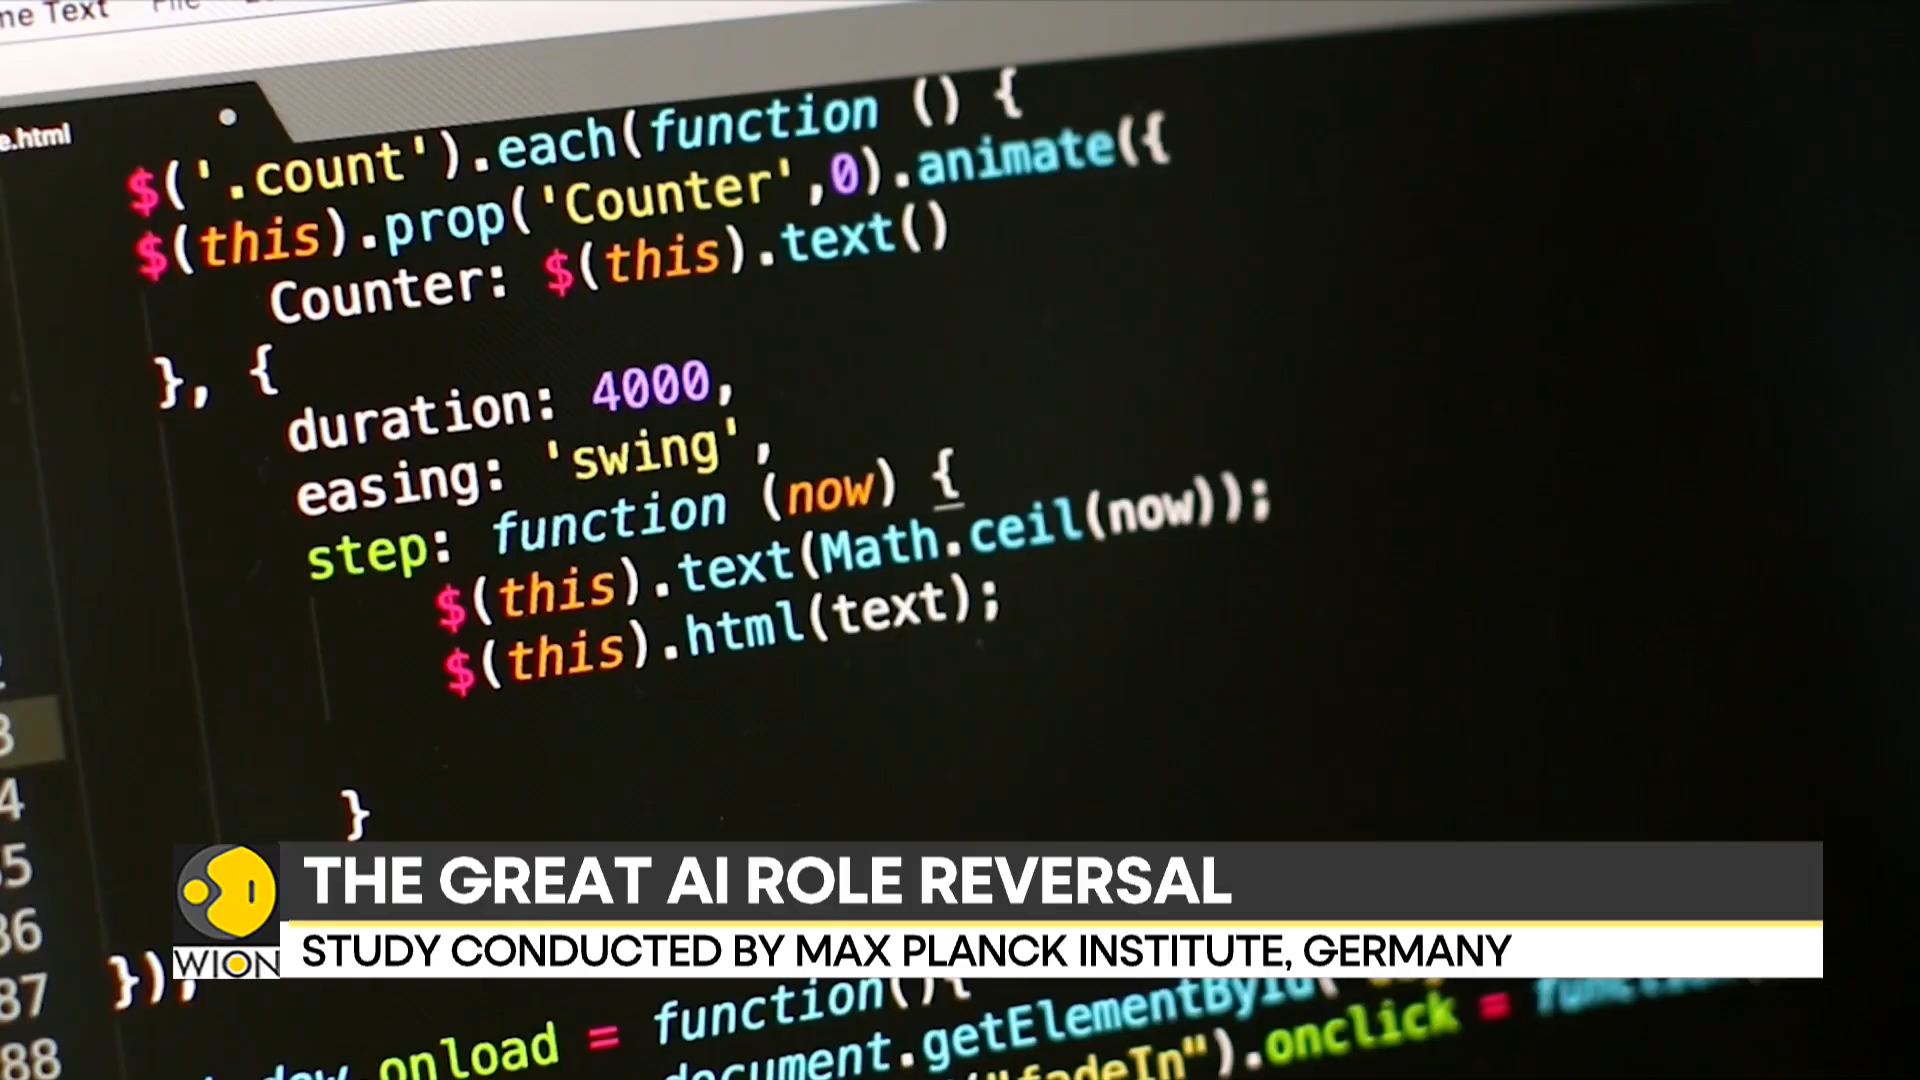 me Text
e.html
$('.count').each(function () {
$(this).prop('Counter',0).animate({
Counter: $(this).text()
}, {
duration: 4000,
easing: 'swing',
step: function (now) {
$(this).text(Math.ceil(now));
$(this).html(text);
}
THE GREAT AI ROLE REVERSAL
WION
STUDY CONDUCTED BY MAX PLANCK INSTITUTE, GERMANY
});
onload = function(){
document.getElementById(
"fadeIn").onclick = function
4
5
86
87
88